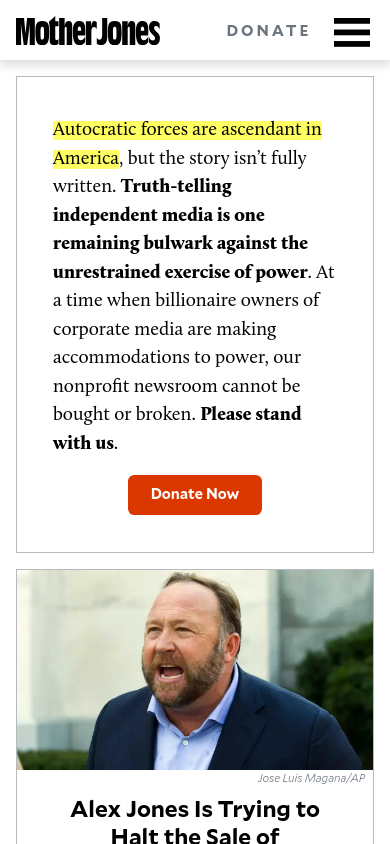 Mother Jones
DONATE
Autocratic forces are ascendant in
America, but the story isn’t fully
written. Truth-telling
independent media is one
remaining bulwark against the
unrestrained exercise of power. At
a time when billionaire owners of
corporate media are making
accommodations to power, our
nonprofit newsroom cannot be
bought or broken. Please stand
with us.
Donate Now
Jose Luis Magana/AP
Alex Jones Is Trying to
Halt the Sale of